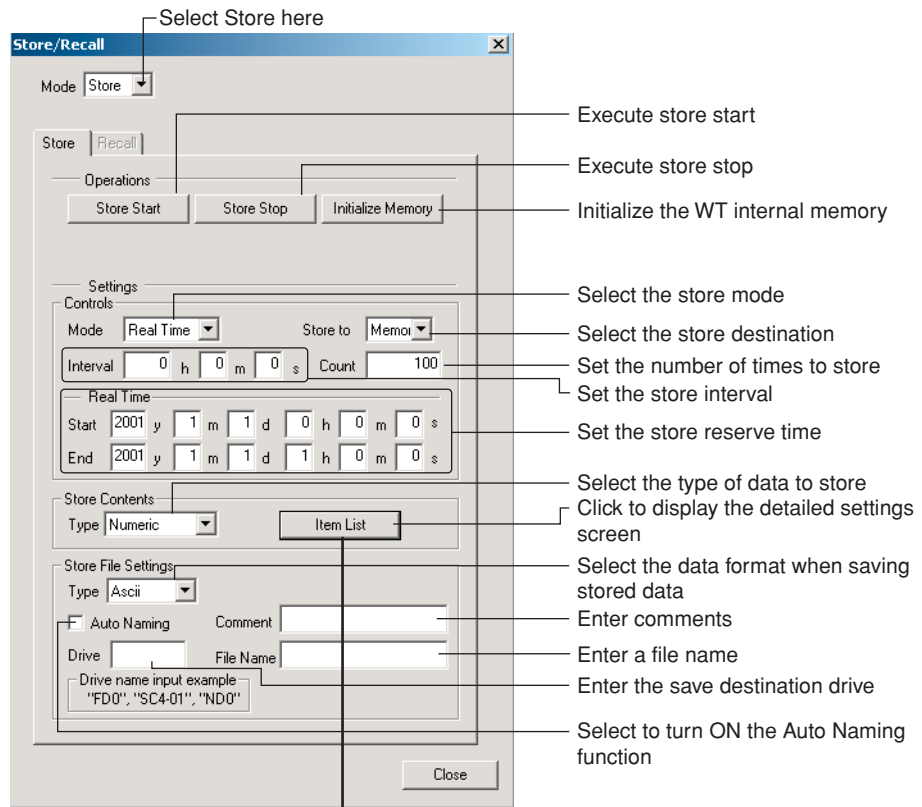 Select Store here
Store/Recall
Mode Store
Execute store start
Store Recall
Execute store stop
Operations
Store Start Store Stop Initialize Memory
Initialize the WT internal memory
Settings
Controls
Select the store mode
Mode Real Time Store to Memor
Select the store destination
Interval 0 h 0 m 0 s Count 100
Set the number of times to store
Set the store interval
Real Time
Start 2001 y 1 m 1 d 0 h 0 m 0 s
Set the store reserve time
End 2001 y 1 m 1 d 1 h 0 m 0 s
Select the type of data to store
Store Contents
Type Numeric Item List
Click to display the detailed settings
screen
Store File Settings
Select the data format when saving
stored data
Type Ascii
Auto Naming Comment
Enter comments
Drive File Name
Enter a file name
Drive name input example
"FD0", "SC4-01", "ND0"
Enter the save destination drive
Select to turn ON the Auto Naming
function
Close